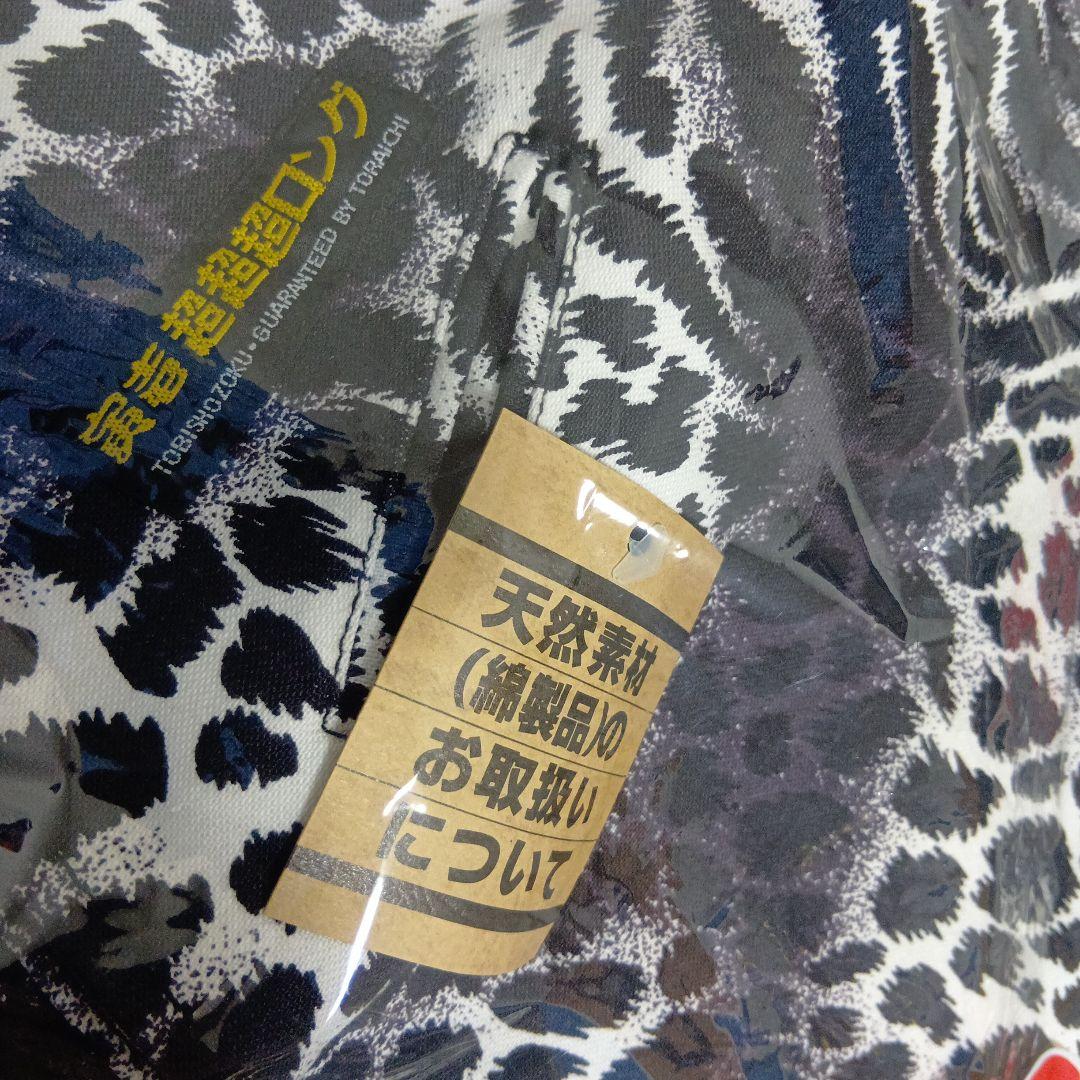 寅壱超超超ロング
TOBISHOZOKU • GUARANTEED BY TORAICHI
天然素材
(綿製品)の
お取扱い
について